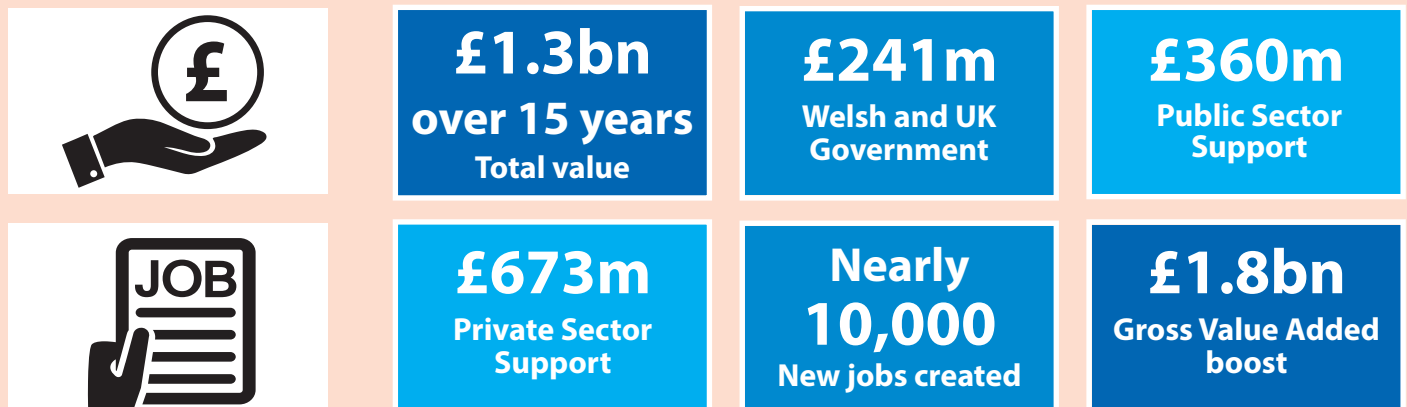 £
£1.3bn
over 15 years
Total value
£241m
Welsh and UK
Government
£360m
Public Sector
Support
JOB
£673m
Private Sector
Support
Nearly
10,000
New jobs created
£1.8bn
Gross Value Added
boost